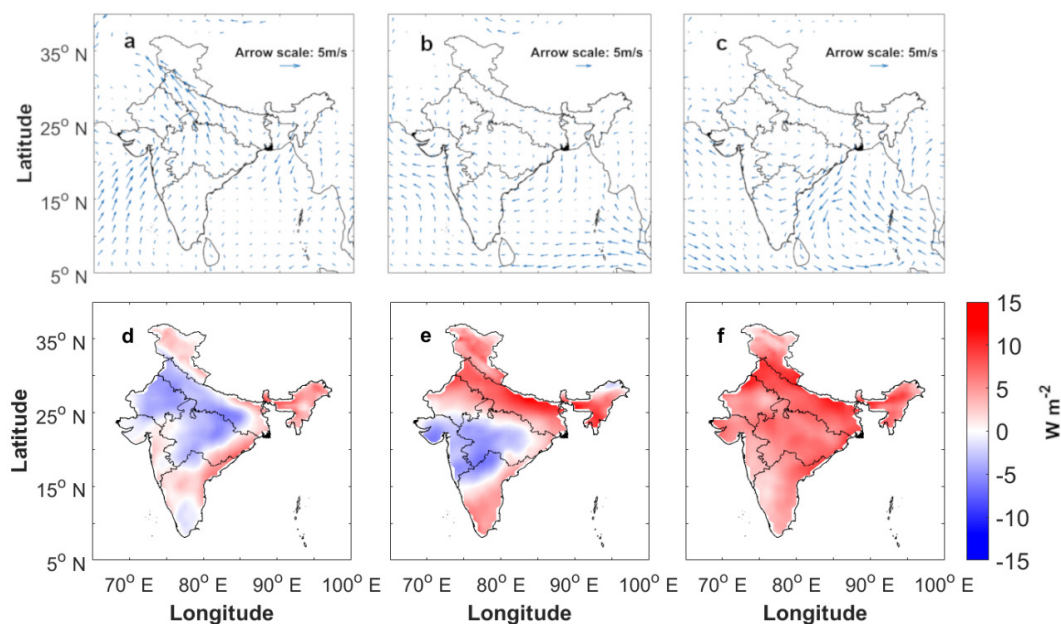 a b c
Arrow scale: 5m/s Arrow scale: 5m/s Arrow scale: 5m/s
35° N
25° N
15° N
5° N
Latitude
d e f
35° N
25° N
15° N
5° N
Latitude
70° E 80° E 90° E 100° E 70° E 80° E 90° E 100° E 70° E 80° E 90° E 100° E
Longitude Longitude Longitude
15
10
5
0
-5
-10
-15
W m⁻²